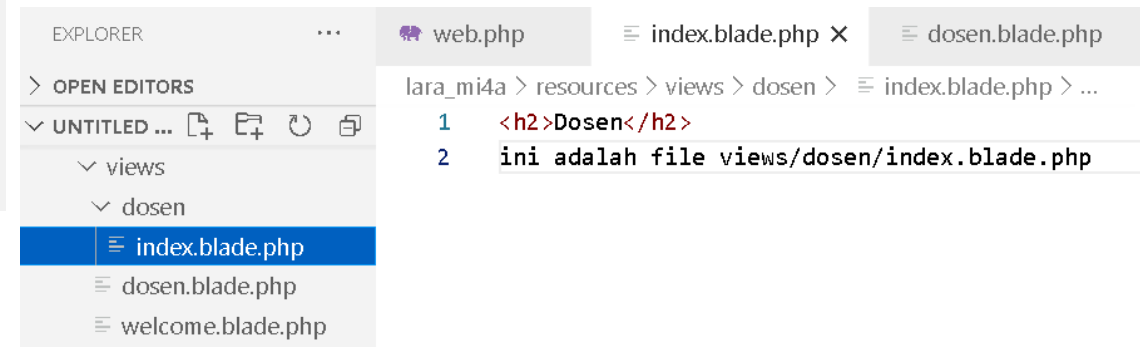 EXPLORER ...
OPEN EDITORS
UNTITLED ...
views
dosen
index.blade.php
dosen.blade.php
welcome.blade.php
web.php index.blade.php dosen.blade.php
lara_mi4a > resources > views > dosen > index.blade.php > ...
1 <h2>Dosen</h2>
2 ini adalah file views/dosen/index.blade.php